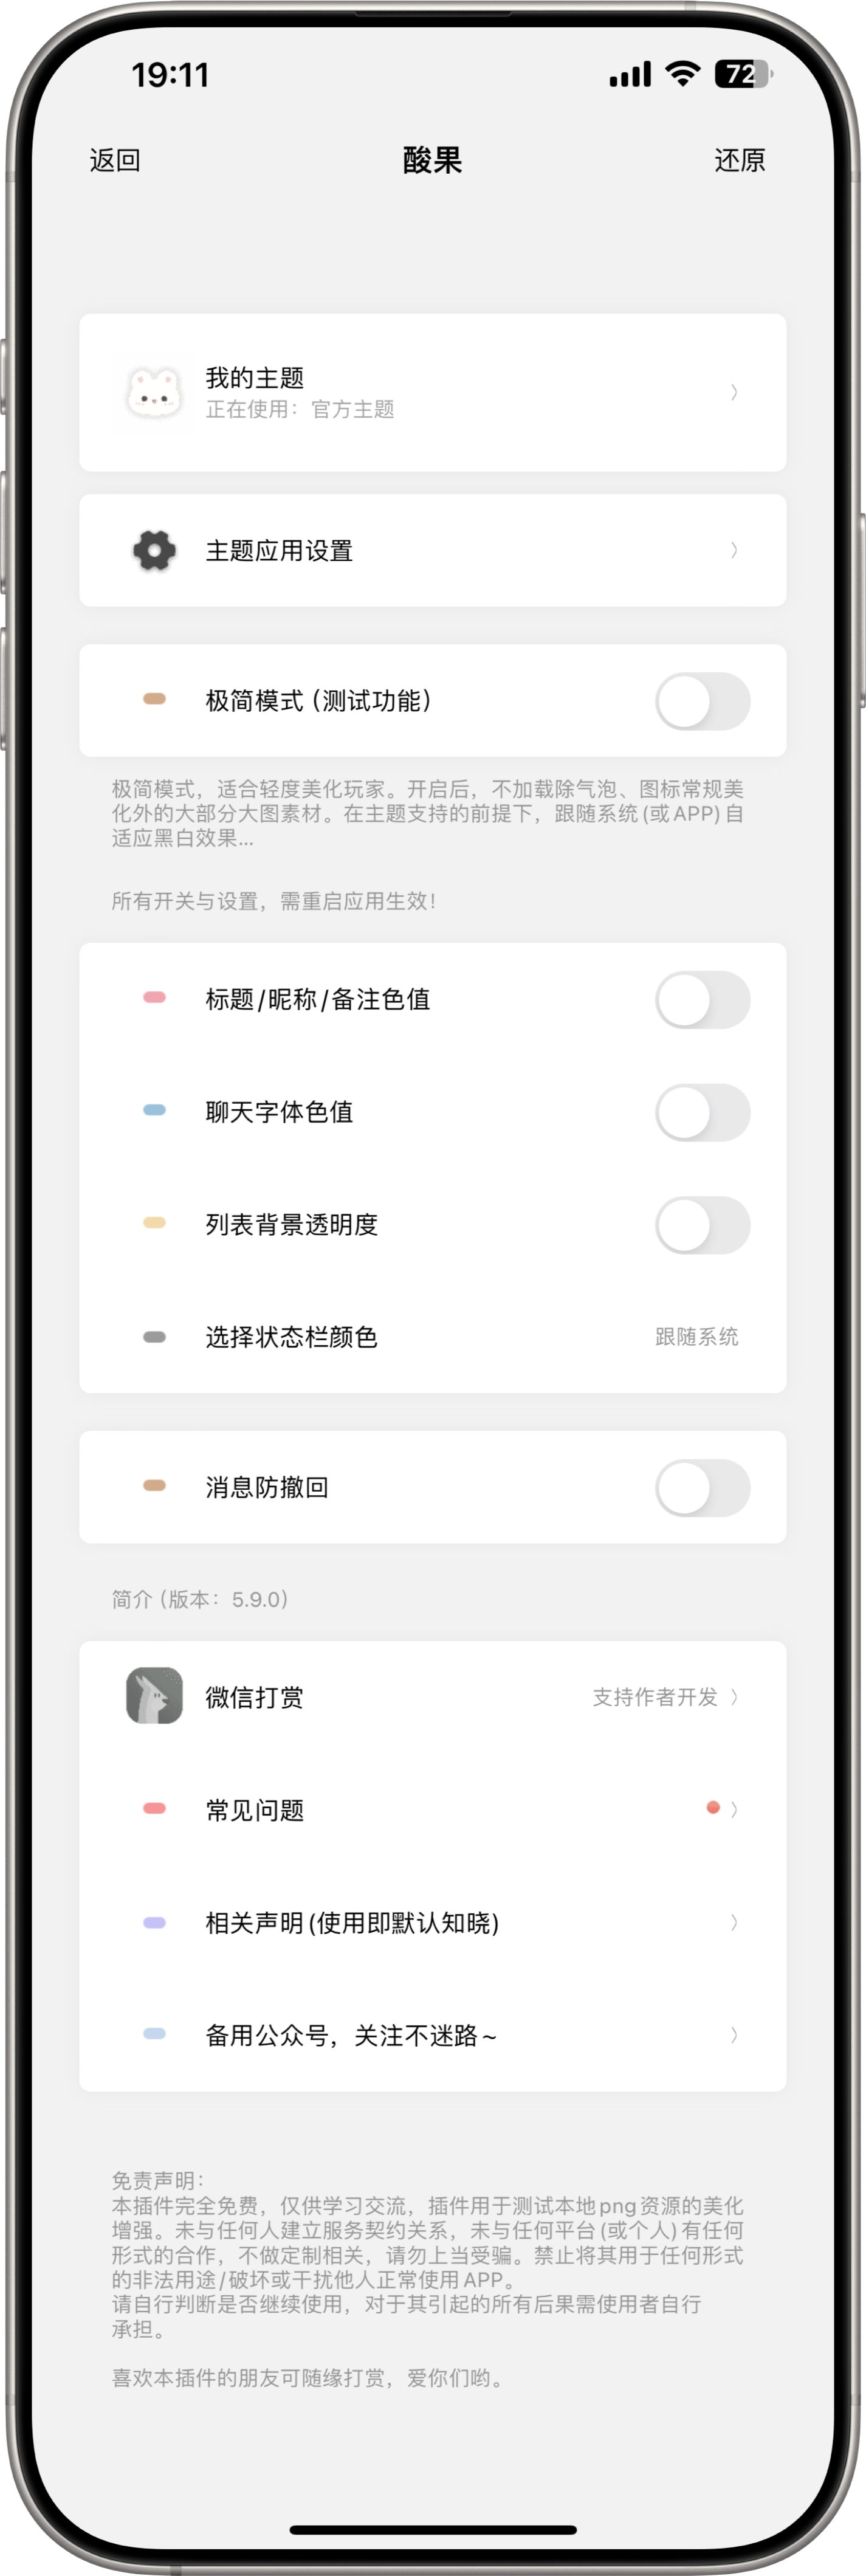 19:11
72
返回
酸果
还原
我的主题
正在使用：官方主题
主题应用设置
极简模式（测试功能）
极简模式，适合轻度美化玩家。开启后，不加载除气泡、图标常规美
化外的大部分大图素材。在主题支持的前提下，跟随系统(或APP)自
适应黑白效果...
所有开关与设置，需重启应用生效！
标题/昵称/备注色值
聊天字体色值
列表背景透明度
选择状态栏颜色
跟随系统
消息防撤回
简介（版本：5.9.0）
微信打赏
支持作者开发
常见问题
相关声明(使用即默认知晓)
备用公众号，关注不迷路~
免责声明：
本插件完全免费，仅供学习交流，插件用于测试本地png资源的美化
增强。未与任何人建立服务契约关系，未与任何平台(或个人)有任何
形式的合作，不做定制相关，请勿上当受骗。禁止将其用于任何形式
的非法用途/破坏或干扰他人正常使用APP。
请自行判断是否继续使用，对于其引起的所有后果需使用者自行
承担。
喜欢本插件的朋友可随缘打赏，爱你们哟。